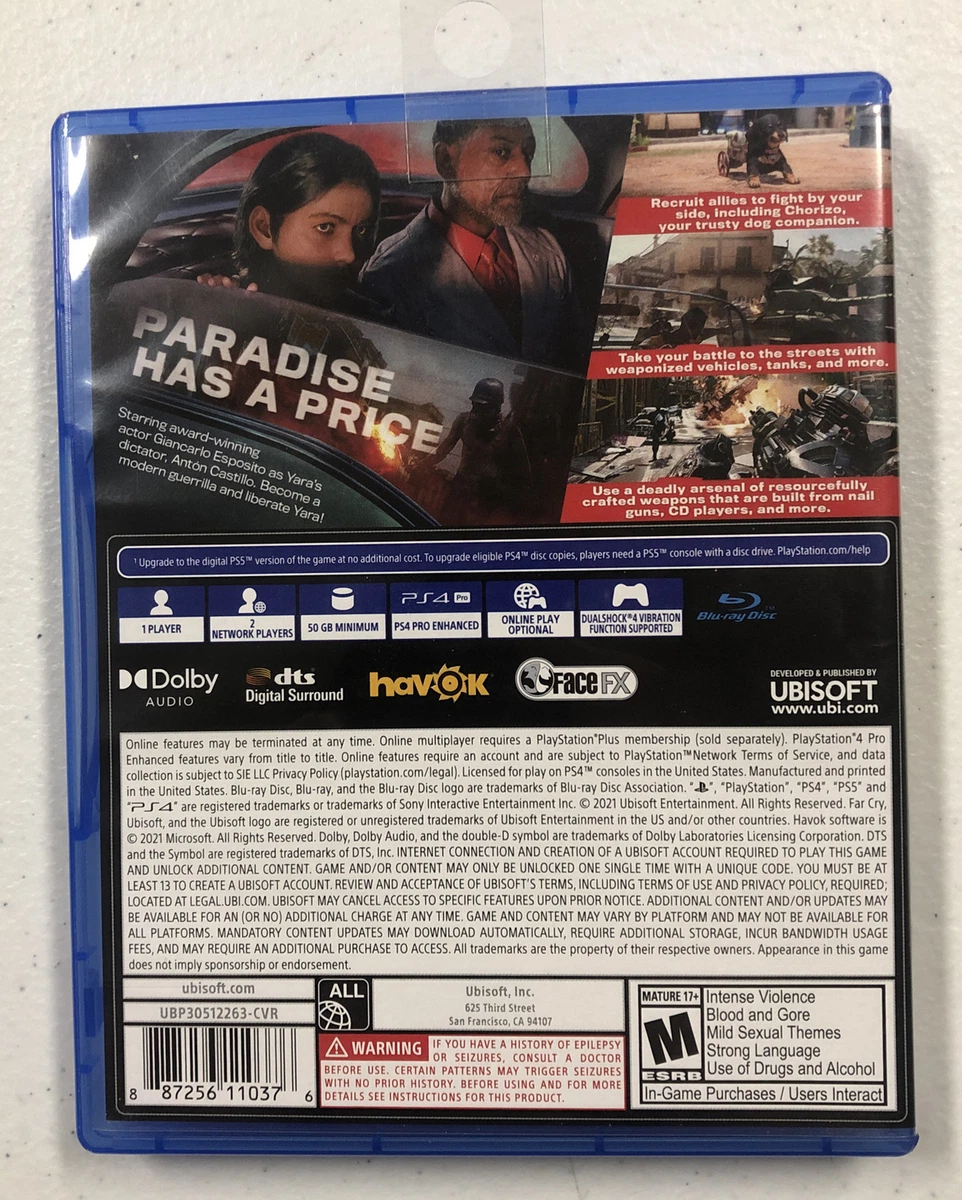 PARADISE
HAS A PRICE
Starring award-winning
actor Giancarlo Esposito as Yara's
dictator, Antón Castillo. Become a
modern guerrilla and liberate Yara!
Recruit allies to fight by your
side, including Chorizo,
your trusty dog companion.
Take your battle to the streets with
weaponized vehicles, tanks, and more.
Use a deadly arsenal of resourcefully
crafted weapons that are built from nail
guns, CD players, and more.
¹ Upgrade to the digital PS5™ version of the game at no additional cost. To upgrade eligible PS4™ disc copies, players need a PS5™ console with a disc drive. PlayStation.com/help
1 PLAYER
2
NETWORK PLAYERS
50 GB MINIMUM
PS4 Pro
PS4 PRO ENHANCED
ONLINE PLAY
OPTIONAL
DUALSHOCK®4 VIBRATION
FUNCTION SUPPORTED
Blu-ray Disc™
Dolby
AUDIO
dts
Digital Surround
havok
FaceFX
DEVELOPED & PUBLISHED BY
UBISOFT
www.ubi.com
Online features may be terminated at any time. Online multiplayer requires a PlayStation®Plus membership (sold separately). PlayStation®4 Pro
Enhanced features vary from title to title. Online features require an account and are subject to PlayStation™Network Terms of Service, and data
collection is subject to SIE LLC Privacy Policy (playstation.com/legal). Licensed for play on PS4™ consoles in the United States. Manufactured and printed
in the United States. Blu-ray Disc, Blu-ray, and the Blu-ray Disc logo are trademarks of Blu-ray Disc Association. "PS", "PlayStation", "PS4", "PS5" and
"PS4" are registered trademarks or trademarks of Sony Interactive Entertainment Inc. © 2021 Ubisoft Entertainment. All Rights Reserved. Far Cry,
Ubisoft, and the Ubisoft logo are registered or unregistered trademarks of Ubisoft Entertainment in the US and/or other countries. Havok software is
© 2021 Microsoft. All Rights Reserved. Dolby, Dolby Audio, and the double-D symbol are trademarks of Dolby Laboratories Licensing Corporation. DTS
and the Symbol are registered trademarks of DTS, Inc. INTERNET CONNECTION AND CREATION OF A UBISOFT ACCOUNT REQUIRED TO PLAY THIS GAME
AND UNLOCK ADDITIONAL CONTENT. GAME AND/OR CONTENT MAY ONLY BE UNLOCKED ONE SINGLE TIME WITH A UNIQUE CODE. YOU MUST BE AT
LEAST 13 TO CREATE A UBISOFT ACCOUNT. REVIEW AND ACCEPTANCE OF UBISOFT'S TERMS, INCLUDING TERMS OF USE AND PRIVACY POLICY, REQUIRED;
LOCATED AT LEGAL.UBI.COM. UBISOFT MAY CANCEL ACCESS TO SPECIFIC FEATURES UPON PRIOR NOTICE. ADDITIONAL CONTENT AND/OR UPDATES MAY
BE AVAILABLE FOR AN (OR NO) ADDITIONAL CHARGE AT ANY TIME. GAME AND CONTENT MAY VARY BY PLATFORM AND MAY NOT BE AVAILABLE FOR
ALL PLATFORMS. MANDATORY CONTENT UPDATES MAY DOWNLOAD AUTOMATICALLY, REQUIRE ADDITIONAL STORAGE, INCUR BANDWIDTH USAGE
FEES, AND MAY REQUIRE AN ADDITIONAL PURCHASE TO ACCESS. All trademarks are the property of their respective owners. Appearance in this game
does not imply sponsorship or endorsement.
ubisoft.com
UBP30512263-CVR
8 87256 11037 6
ALL
Ubisoft, Inc.
625 Third Street
San Francisco, CA 94107
WARNING IF YOU HAVE A HISTORY OF EPILEPSY
OR SEIZURES, CONSULT A DOCTOR
BEFORE USE. CERTAIN PATTERNS MAY TRIGGER SEIZURES
WITH NO PRIOR HISTORY. BEFORE USING AND FOR MORE
DETAILS SEE INSTRUCTIONS FOR THIS PRODUCT.
MATURE 17+
M
ESRB
Intense Violence
Blood and Gore
Mild Sexual Themes
Strong Language
Use of Drugs and Alcohol
In-Game Purchases / Users Interact